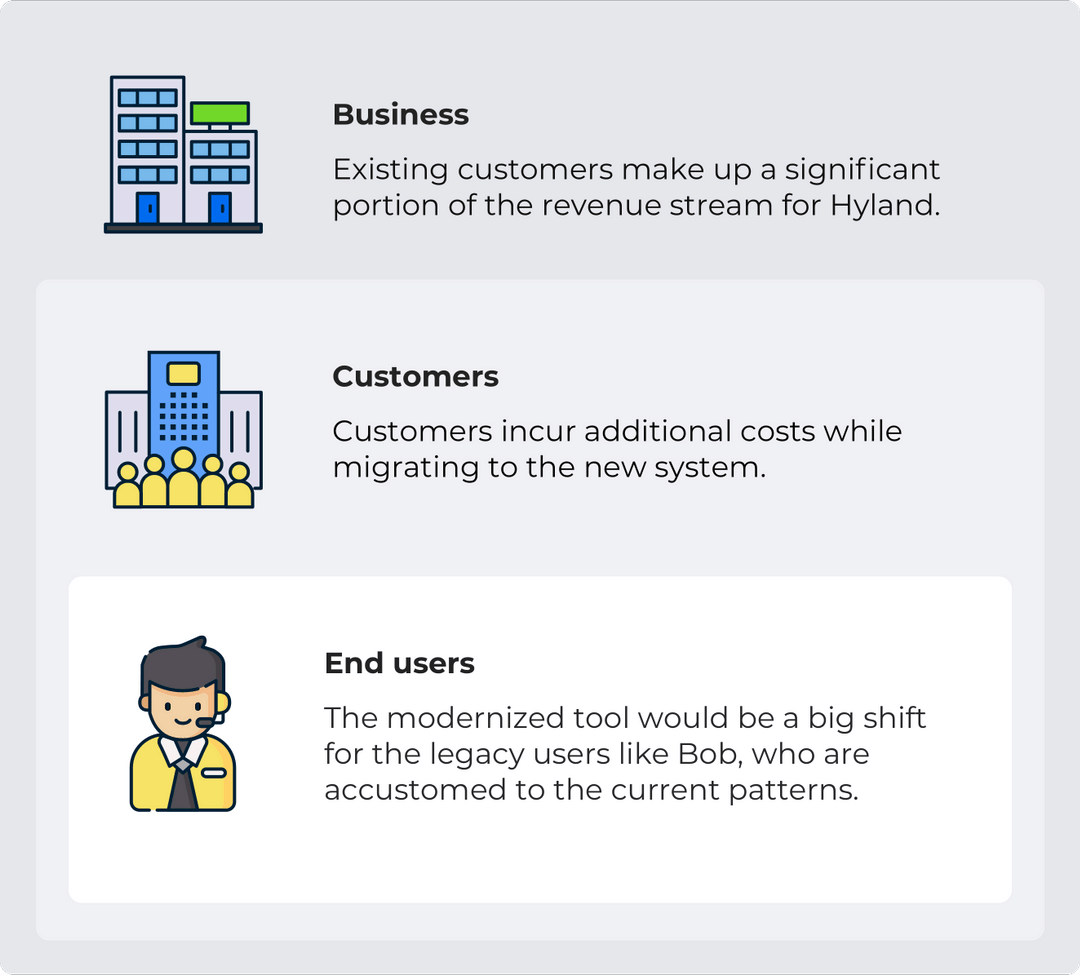 Business
Existing customers make up a significant
portion of the revenue stream for Hyland.
Customers
Customers incur additional costs while
migrating to the new system.
End users
The modernized tool would be a big shift
for the legacy users like Bob, who are
accustomed to the current patterns.